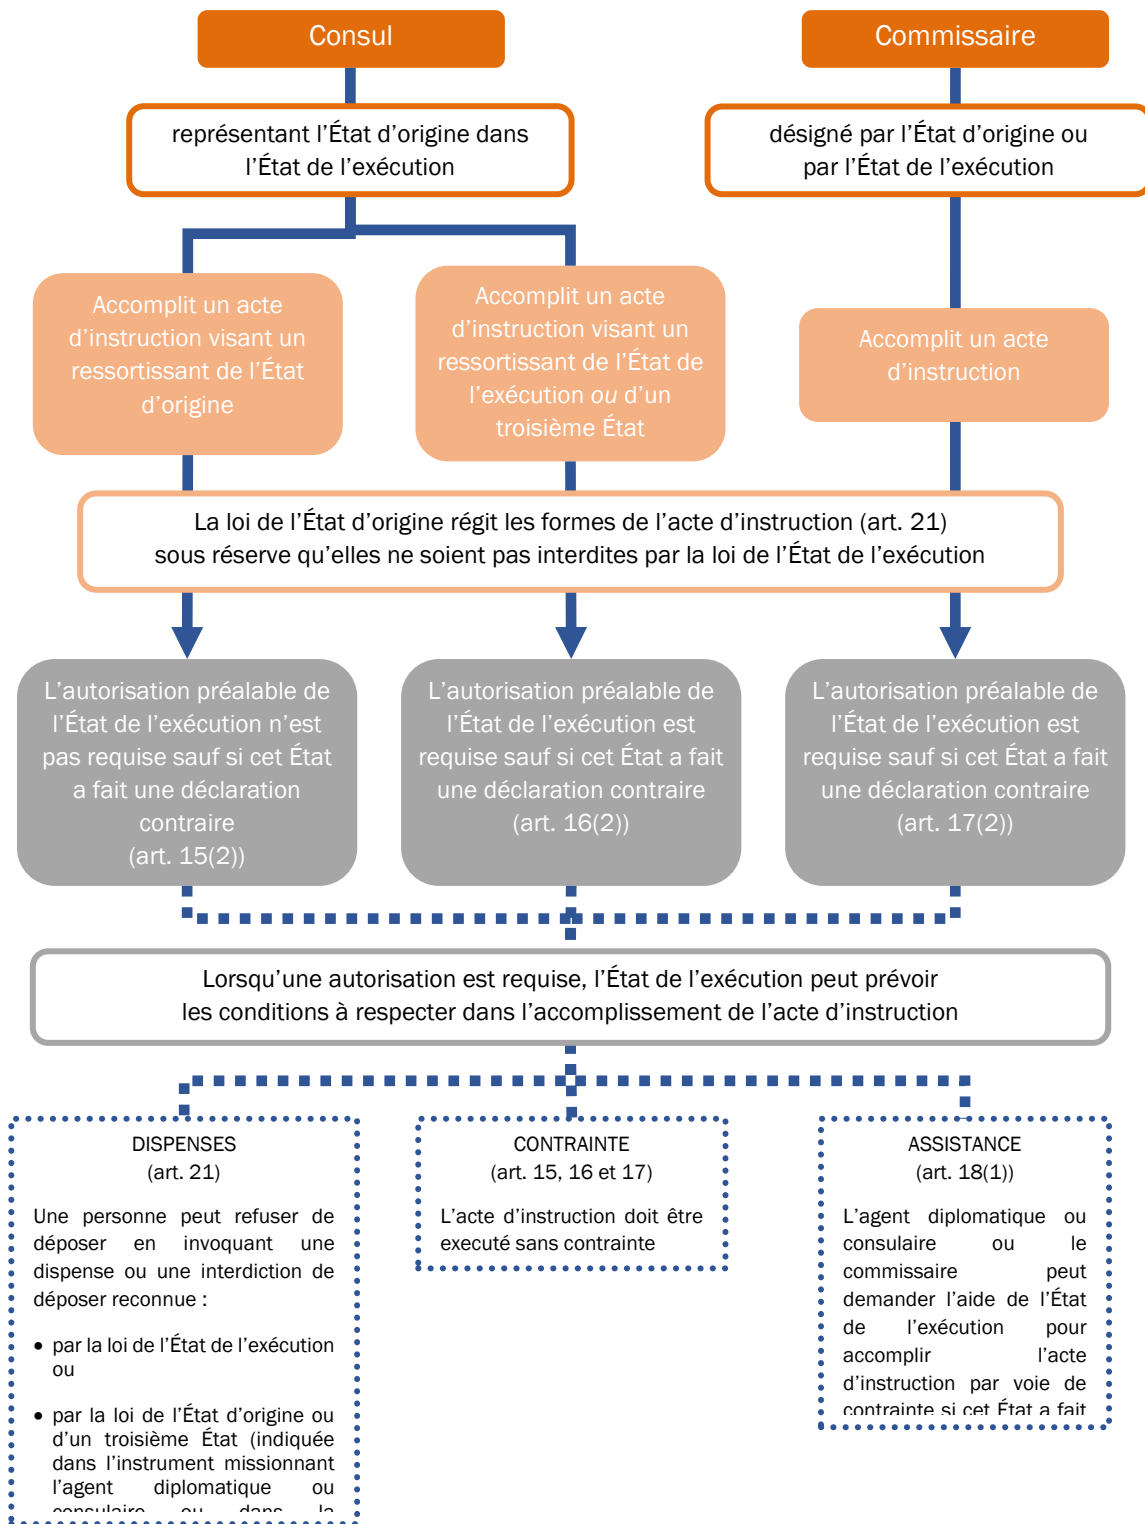 Consul
Commissaire
représentant l’État d’origine dans
l’État de l’exécution
désigné par l’État d’origine ou
par l’État de l’exécution
Accomplit un acte
d’instruction visant un
ressortissant de l’État
d’origine
Accomplit un acte
d’instruction visant un
ressortissant de l’État de
l’exécution ou d’un
troisième État
Accomplit un acte
d’instruction
La loi de l’État d’origine régit les formes de l’acte d’instruction (art. 21)
sous réserve qu’elles ne soient pas interdites par la loi de l’État de l’exécution
L’autorisation préalable de
l’État de l’exécution n’est
pas requise sauf si cet État
a fait une déclaration
contraire
(art. 15(2))
L’autorisation préalable de
l’État de l’exécution est
requise sauf si cet État a fait
une déclaration contraire
(art. 16(2))
L’autorisation préalable de
l’État de l’exécution est
requise sauf si cet État a fait
une déclaration contraire
(art. 17(2))
Lorsqu’une autorisation est requise, l’État de l’exécution peut prévoir
les conditions à respecter dans l’accomplissement de l’acte d’instruction
DISPENSES
(art. 21)
Une personne peut refuser de
déposer en invoquant une
dispense ou une interdiction de
déposer reconnue :
• par la loi de l’État de l’exécution
ou
• par la loi de l’État d’origine ou
d’un troisième État (indiquée
dans l’instrument missionnant
l’agent diplomatique ou
consulaire ou dans la
CONTRAINTE
(art. 15, 16 et 17)
L’acte d’instruction doit être
executé sans contrainte
ASSISTANCE
(art. 18(1))
L’agent diplomatique ou
consulaire ou le
commissaire peut
demander l’aide de l’État
de l’exécution pour
accomplir l’acte
d’instruction par voie de
contrainte si cet État a fait